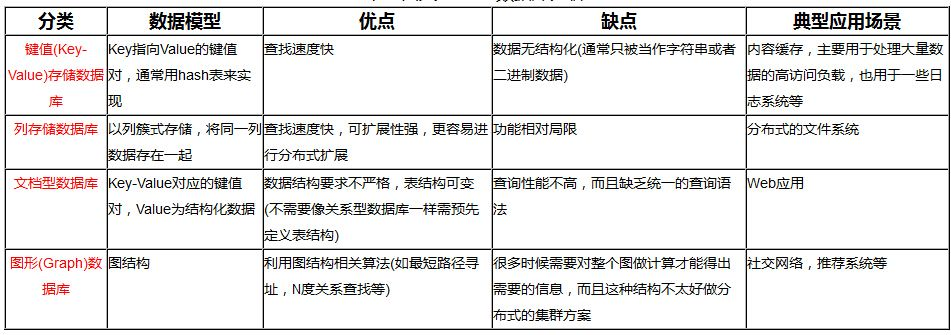 分类 数据模型 优点 缺点 典型应用场景
键值(Key-Value)存储数据库 Key指向Value的键值对，通常用hash表来实现 查找速度快 数据无结构化(通常只被当作字符串或者二进制数据) 内容缓存，主要用于处理大量数据的高访问负载，也用于一些日志系统等
列存储数据库 以列簇式存储，将同一列数据存在一起 查找速度快，可扩展性强，更容易进行分布式扩展 功能相对局限 分布式的文件系统
文档型数据库 Key-Value对应的键值对，Value为结构化数据 数据结构要求不严格，表结构可变(不需要像关系型数据库一样需预先定义表结构) 查询性能不高，而且缺乏统一的查询语法 Web应用
图形(Graph)数据库 图结构 利用图结构相关算法(如最短路径寻址，N度关系查找等) 很多时候需要对整个图做计算才能得出需要的信息，而且这种结构不太好做分布式的集群方案 社交网络，推荐系统等